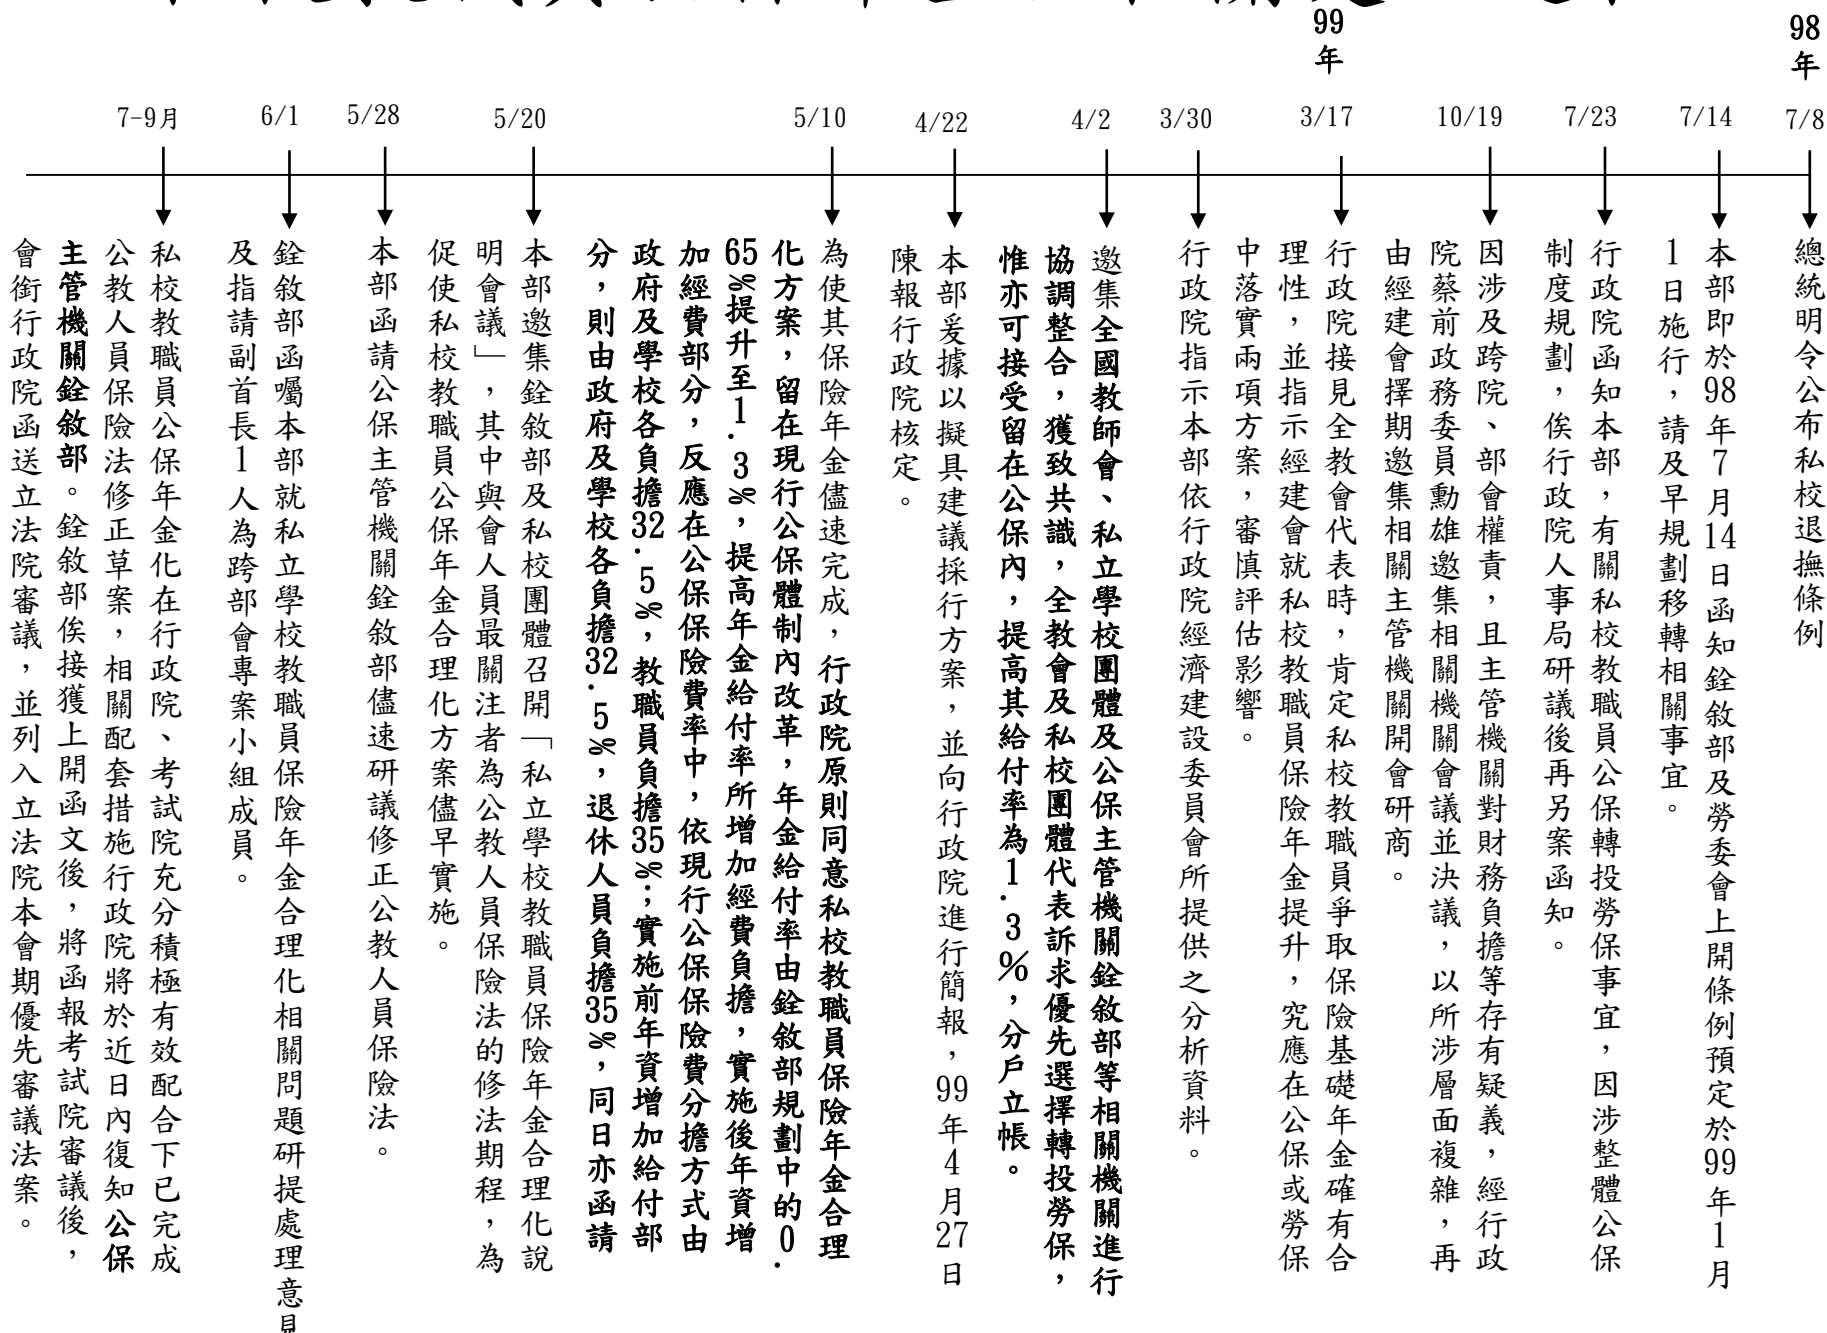 98
年
7/8
總統明令公布私校退撫條例
7/14
本部即於98年7月14日函知銓敘部及勞委會上開條例預定於99年1月
1日施行，請及早規劃移轉相關事宜。
7/23
行政院函知本部，有關私校教職員公保轉投勞保事宜，因涉整體公保
制度規劃，俟行政院人事局研議後再另案函知。
10/19
因涉及跨院、部會權責，且主管機關對財務負擔等存有疑義，經行政
院蔡前政務委員勳雄邀集相關機關會議並決議，以所涉層面複雜，再
由經建會擇期邀集相關主管機關開會研商。
99
年
3/17
行政院接見全教會代表時，肯定私校教職員爭取保險基礎年金確有合
理性，並指示經建會就私校教職員保險年金提升，究應在公保或勞保
中落實兩項方案，審慎評估影響。
3/30
行政院指示本部依行政院經濟建設委員會所提供之分析資料。
4/2
邀集全國教師會、私立學校團體及公保主管機關銓敘部等相關機關進行
協調整合，獲致共識，全教會及私校團體代表訴求優先選擇轉投勞保，
惟亦可接受留在公保內，提高其給付率為1.3%，分戶立帳。
4/22
本部爰據以擬具建議採行方案，並向行政院進行簡報，99年4月27日
陳報行政院核定。
5/10
為使其保險年金儘速完成，行政院原則同意私校教職員保險年金合理
化方案，留在現行公保體制內改革，年金給付率由銓敘部規劃中的0.
65%提升至1.3%，提高年金給付率所增加經費負擔，實施後年資增
加經費部分，反應在公保保險費率中，依現行公保保險費分擔方式由
政府及學校各負擔32.5%，教職員負擔35%；實施前年資增加給付部
分，則由政府及學校各負擔32.5%，退休人員負擔35%，同日亦函請
5/20
本部邀集銓敘部及私校團體召開「私立學校教職員保險年金合理化說
明會議」，其中與會人員最關注者為公教人員保險法的修法期程，為
促使私校教職員公保年金合理化方案儘早實施。
5/28
本部函請公保主管機關銓敘部儘速研議修正公教人員保險法。
6/1
銓敘部函囑本部就私立學校教職員保險年金合理化相關問題研提處理意見
及指請副首長1人為跨部會專案小組成員。
7-9月
私校教職員公保年金化在行政院、考試院充分積極有效配合下已完成
公教人員保險法修正草案，相關配套措施行政院將於近日內復知公保
主管機關銓敘部。銓敘部俟接獲上開函文後，將函報考試院審議後，
會銜行政院函送立法院審議，並列入立法院本會期優先審議法案。